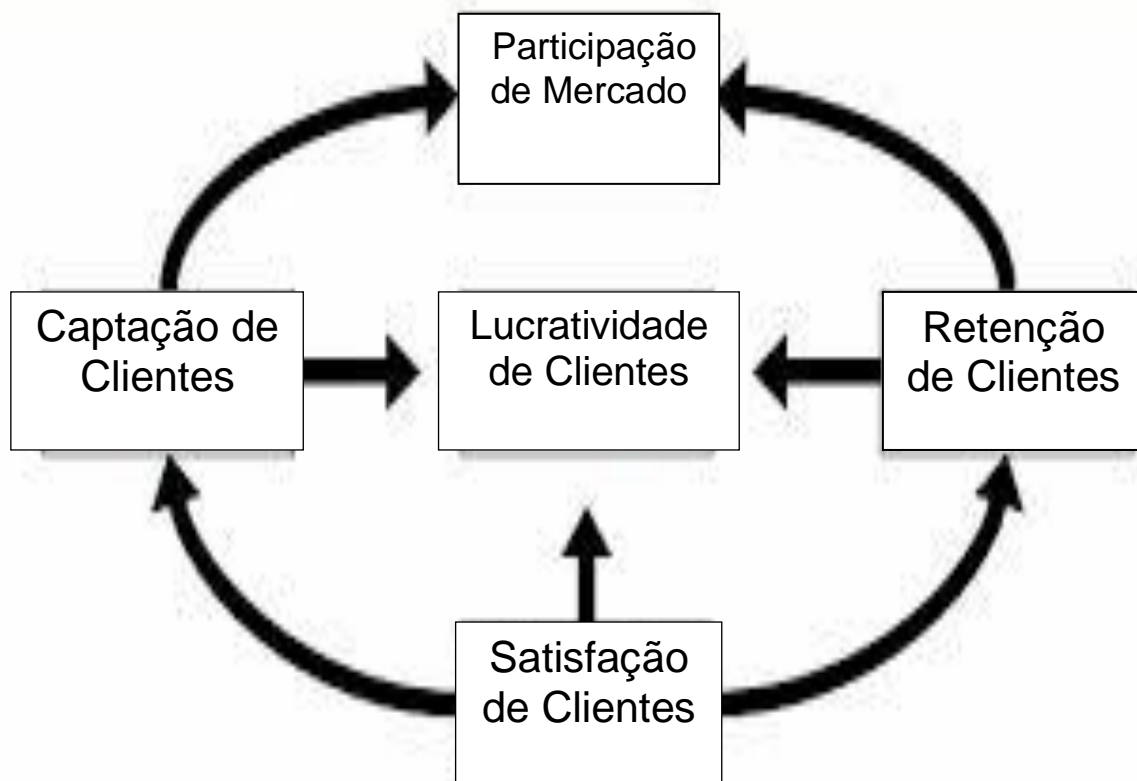 Participação
de Mercado
Captação de
Clientes
Lucratividade
de Clientes
Retenção
de Clientes
Satisfação
de Clientes